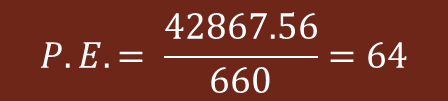 P.E.= 42867.56 / 660 = 64